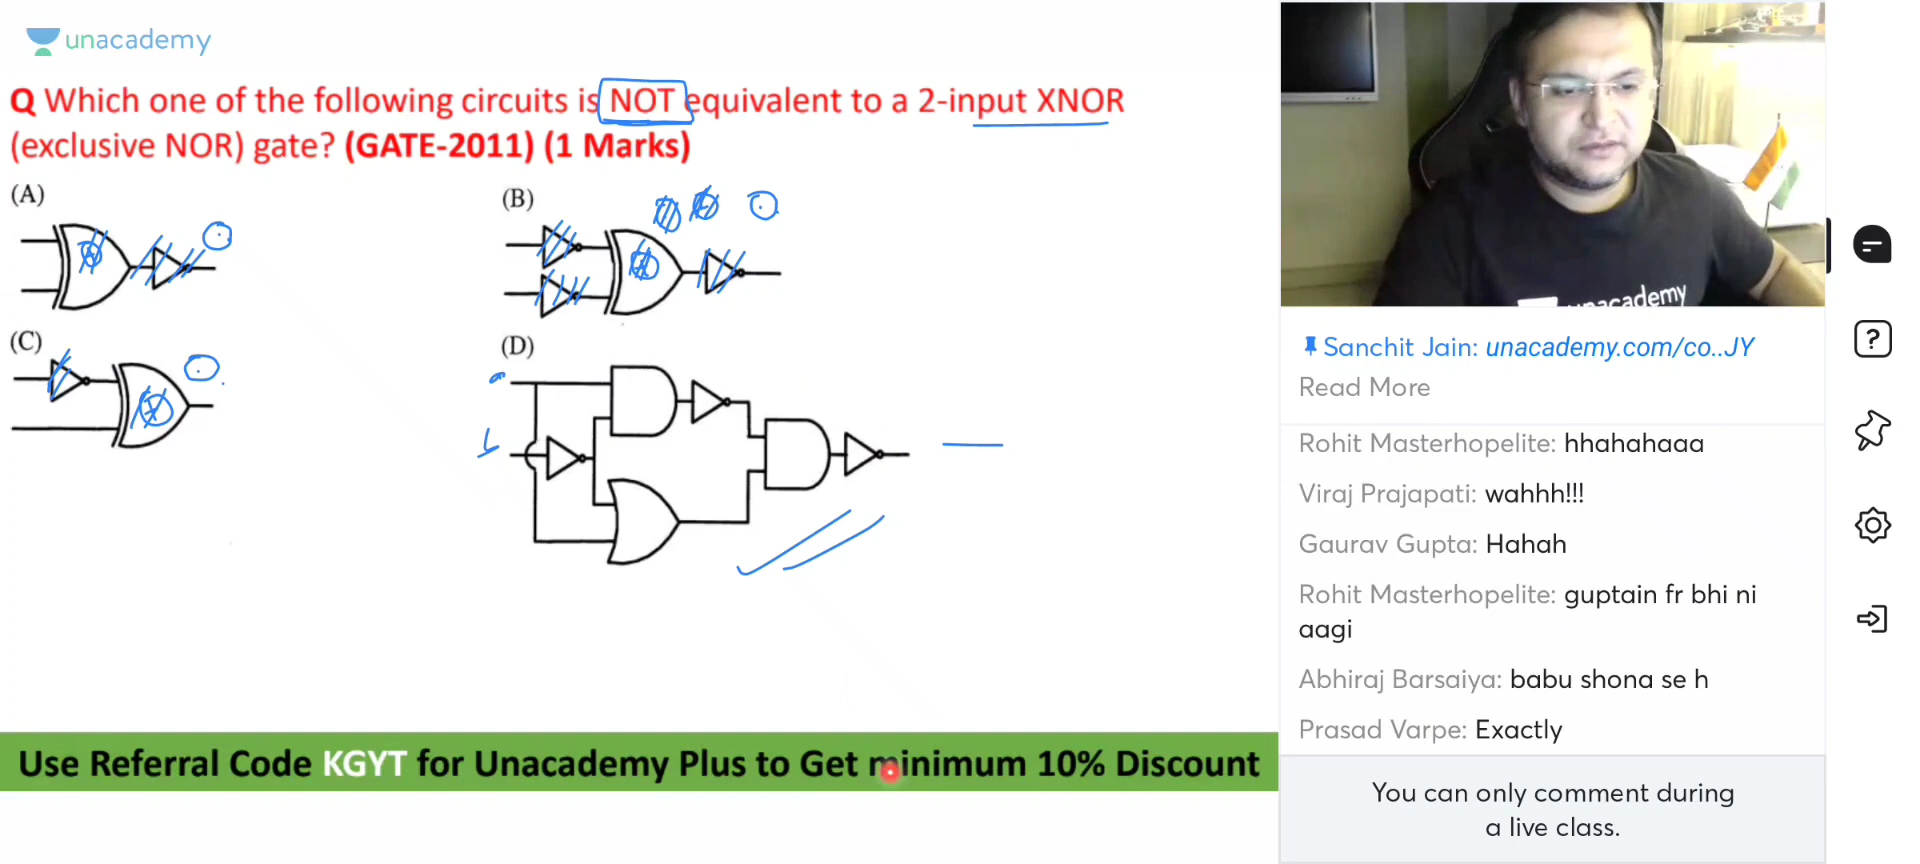 unacademy
Q Which one of the following circuits is NOT equivalent to a 2-input XNOR
(exclusive NOR) gate? (GATE-2011) (1 Marks)
(A)
(B)
(C)
(D)
a
b
Use Referral Code KGYT for Unacademy Plus to Get minimum 10% Discount
unacademy
Sanchit Jain: unacademy.com/co..JY
Read More
Rohit Masterhopelite: hhahahaaa
Viraj Prajapati: wahhh!!!
Gaurav Gupta: Hahah
Rohit Masterhopelite: guptain fr bhi ni
aagi
Abhiraj Barsaiya: babu shona se h
Prasad Varpe: Exactly
You can only comment during
a live class.
?